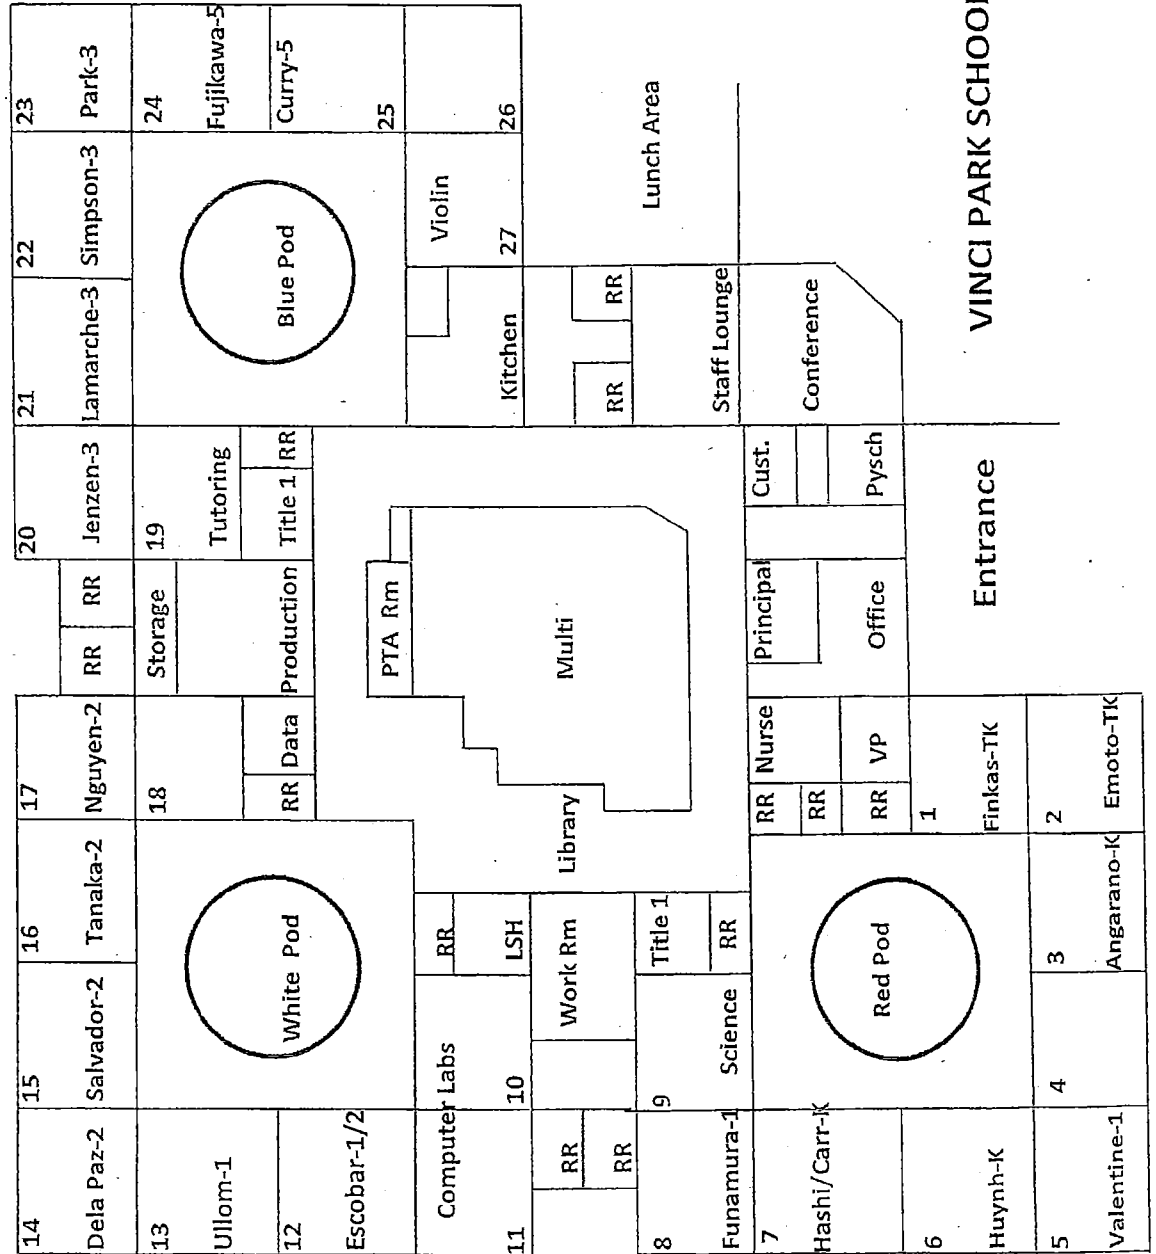 14
Dela Paz-2
15
Salvador-2
16
Tanaka-2
17
Nguyen-2
RR
RR
20
Jenzen-3
21
Lamarche-3
22
Simpson-3
23
Park-3
13
Ullom-1
12
Escobar-1/2
White Pod
18
RR
Data
Storage
Production
19
Tutoring
Title 1
RR
Blue Pod
24
Fujikawa-5
Curry-5
25
11
Computer Labs
10
RR
LSH
Work Rm
RR
RR
Library
PTA Rm
Multi
Kitchen
Violin
27
26
RR
RR
Staff Lounge
Lunch Area
8
Funamura-1
9
Science
Title 1
RR
7
Hashi/Carr-K
6
Huynh-K
Red Pod
RR
RR
RR
Nurse
VP
Principal
Office
Cust.
Pysch
Conference
5
Valentine-1
4
3
Angarano-K
1
Finkas-TK
2
Emoto-TK
Entrance
VINCI PARK SCHOOL